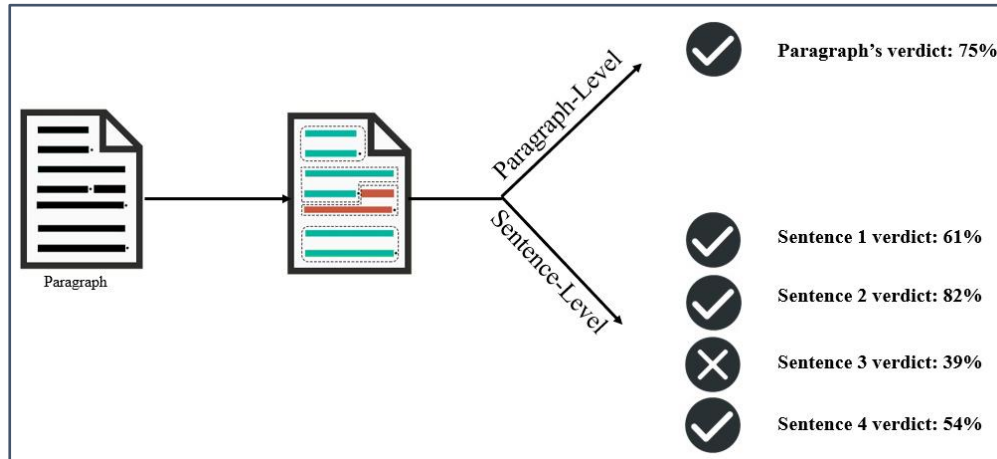 Paragraph
Paragraph-Level
Sentence-Level
Paragraph’s verdict: 75%
Sentence 1 verdict: 61%
Sentence 2 verdict: 82%
Sentence 3 verdict: 39%
Sentence 4 verdict: 54%